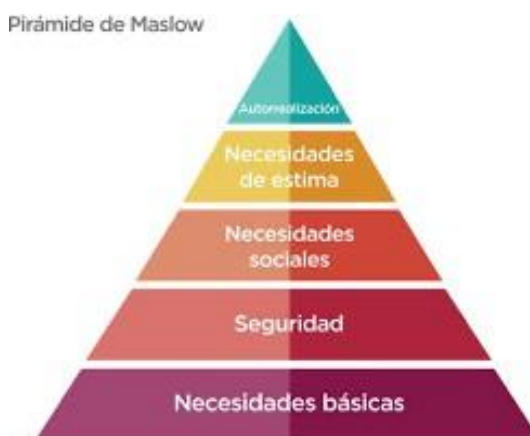 Pirámide de Maslow
Autorrealización
Necesidades
de estima
Necesidades
sociales
Seguridad
Necesidades básicas